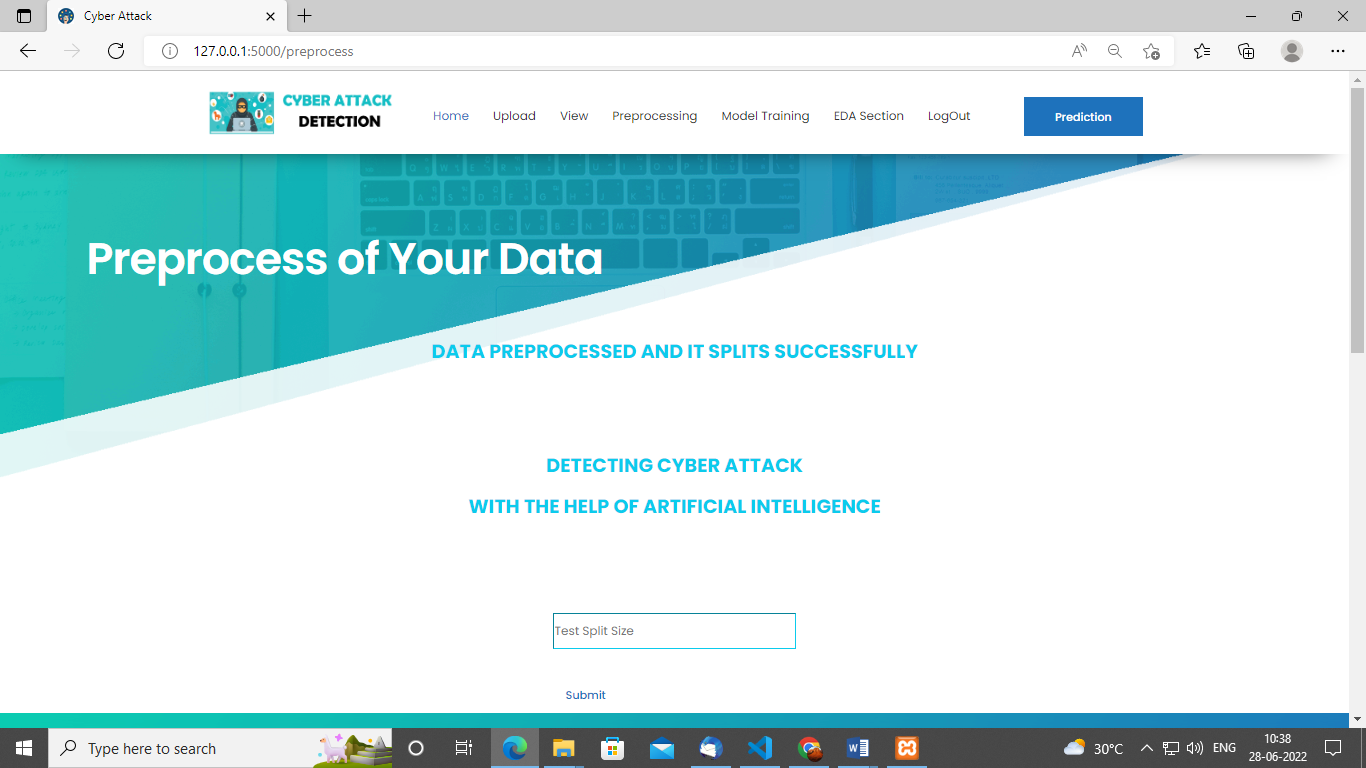 Cyber Attack
127.0.0.1:5000/preprocess
CYBER ATTACK
DETECTION
Home Upload View Preprocessing Model Training EDA Section LogOut Prediction
Preprocess of Your Data
DATA PREPROCESSED AND IT SPLITS SUCCESSFULLY
DETECTING CYBER ATTACK
WITH THE HELP OF ARTIFICIAL INTELLIGENCE
Test Split Size
Submit
Type here to search
30°C
ENG
10:38
28-06-2022